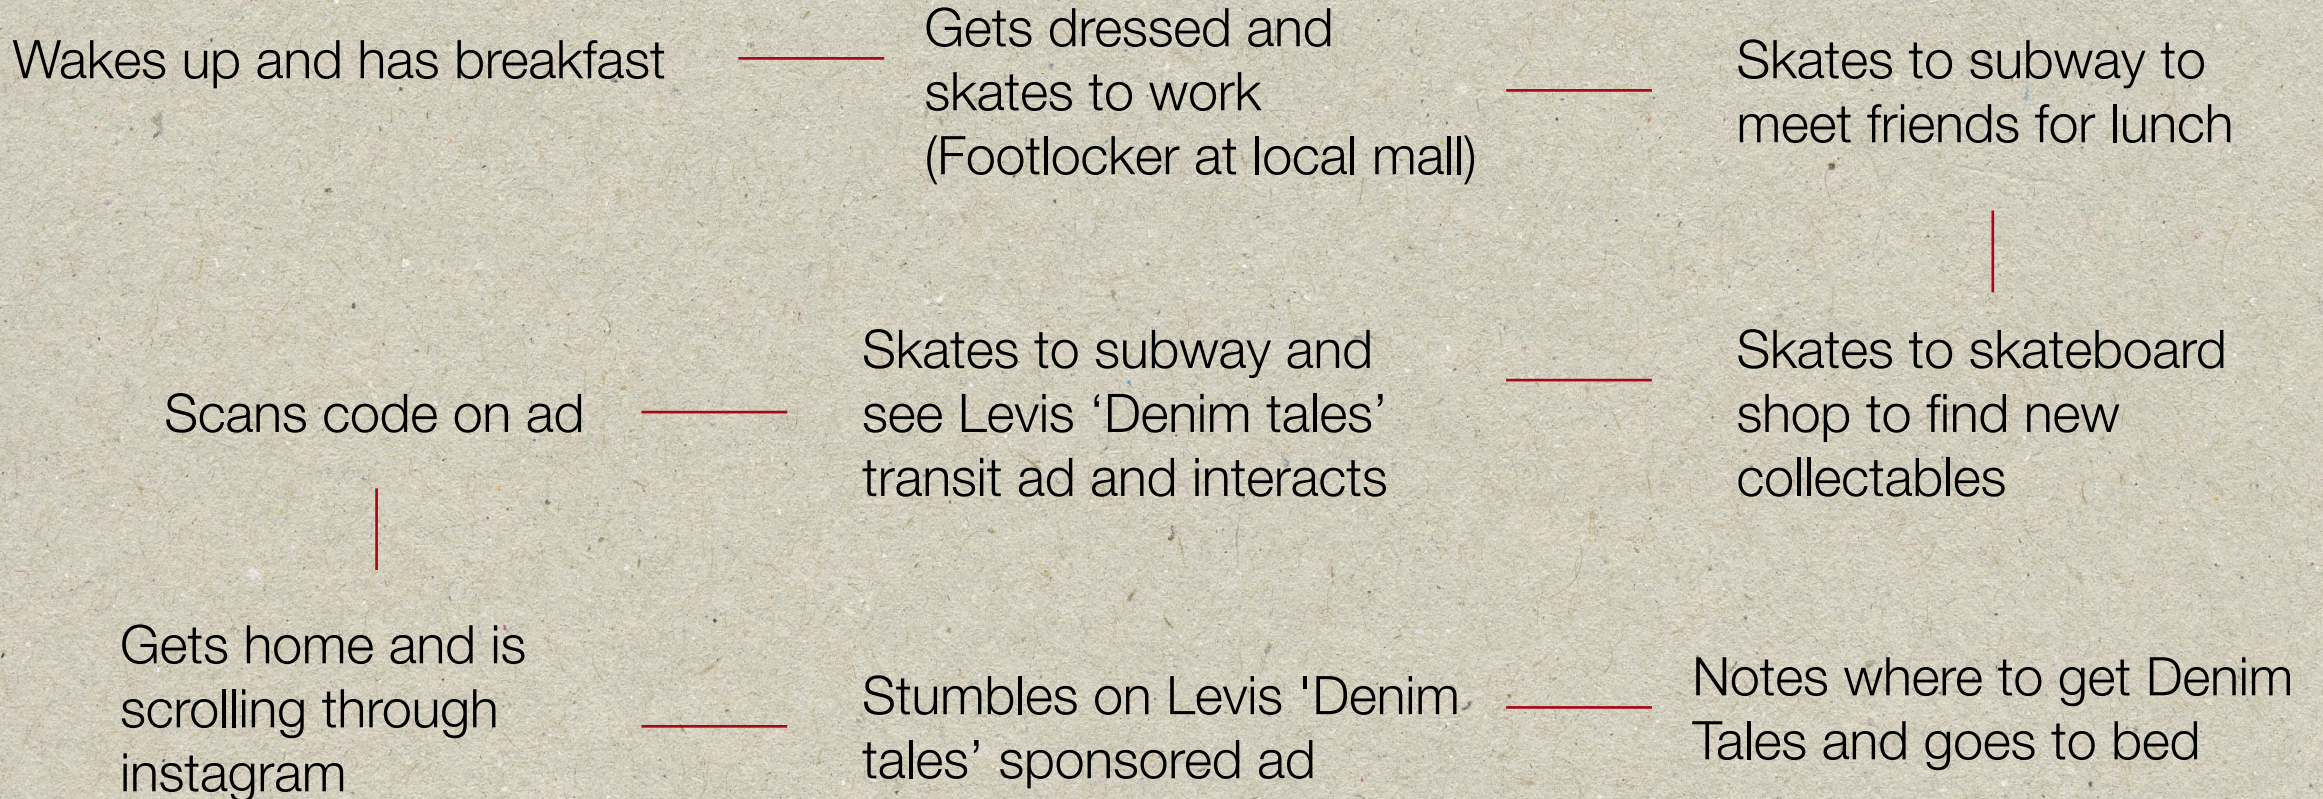 Wakes up and has breakfast
Gets dressed and
skates to work
(Footlocker at local mall)
Skates to subway to
meet friends for lunch
Skates to skateboard
shop to find new
collectables
Skates to subway and
see Levis ‘Denim tales’
transit ad and interacts
Scans code on ad
Gets home and is
scrolling through
instagram
Stumbles on Levis 'Denim
tales’ sponsored ad
Notes where to get Denim
Tales and goes to bed